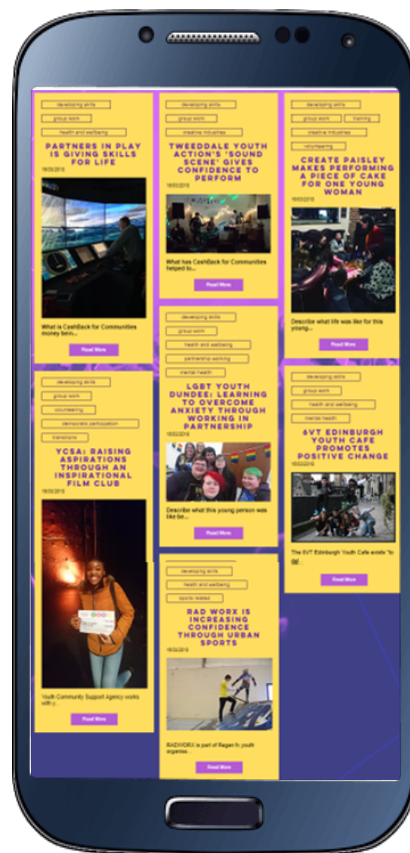 developing skills
group work
health and wellbeing
PARTNERS IN PLAY
IS GIVING SKILLS
FOR LIFE
What is CashBack for Communities
money bein...
Read More
developing skills
group work
volunteering
democratic participation
transitions
YCSA: RAISING
ASPIRATIONS
THROUGH AN
INSPIRATIONAL
FILM CLUB
Youth Community Support Agency works
with y...
Read More
developing skills
group work
creative industries
TWEEDDALE YOUTH
ACTION'S 'SOUND
SCENE' GIVES
CONFIDENCE TO
PERFORM
What has CashBack for Communities
helped to...
Read More
developing skills
group work
health and wellbeing
partnership working
mental health
LGBT YOUTH
DUNDEE: LEARNING
TO OVERCOME
ANXIETY THROUGH
WORKING IN
PARTNERSHIP
Describe what this young person was
like be...
Read More
developing skills
health and wellbeing
sports related
RAD WORX IS
INCREASING
CONFIDENCE
THROUGH URBAN
SPORTS
RADWORX is part of Regen fx youth
organisa...
Read More
developing skills
group work training
creative industries
volunteering
CREATE PAISLEY
MAKES PERFORMING
A PIECE OF CAKE
FOR ONE YOUNG
WOMAN
Describe what life was like for this
young...
Read More
developing skills
group work
health and wellbeing
mental health
6VT EDINBURGH
YOUTH CAFE
PROMOTES
POSITIVE CHANGE
The 6VT Edinburgh Youth Cafe exists "to
Read More